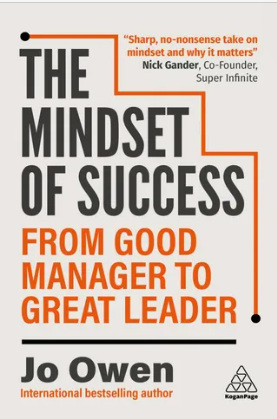 “Sharp, no-nonsense take on
mindset and why it matters”
Nick Gander, Co-Founder,
Super Infinite
THE
MINDSET
OF SUCCESS
FROM GOOD
MANAGER TO
GREAT LEADER
Jo Owen
International bestselling author
KoganPage